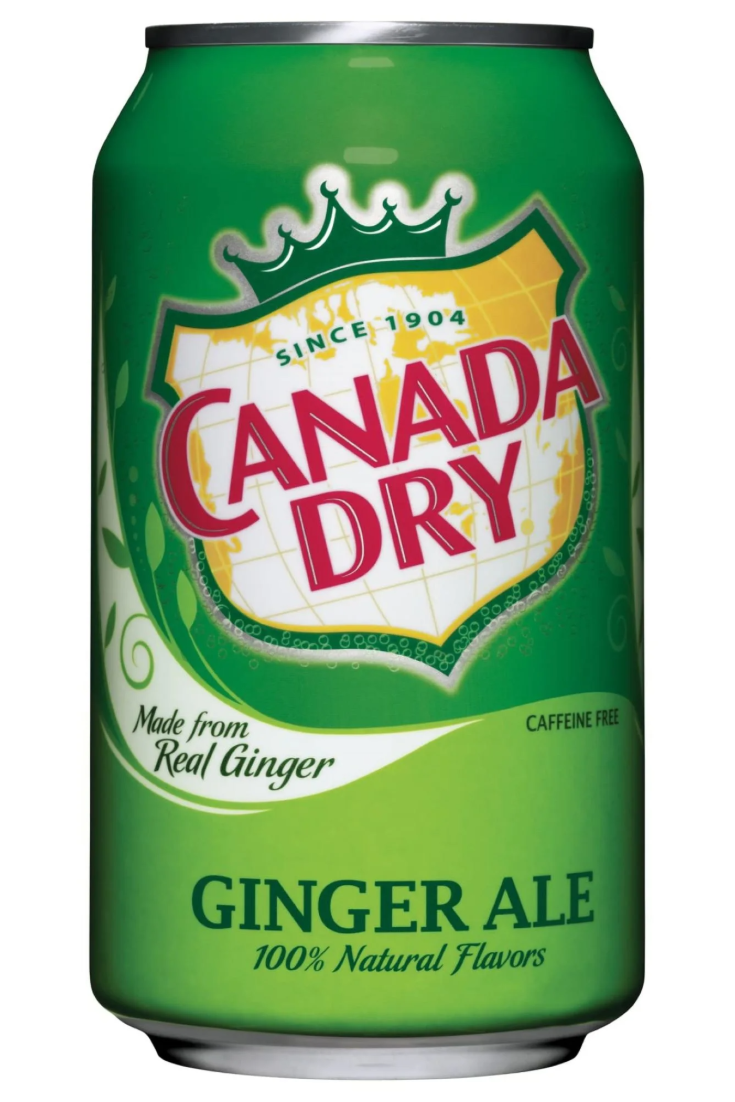 SINCE 1904
CANADA
DRY
Made from
Real Ginger
CAFFEINE FREE
GINGER ALE
100% Natural Flavors